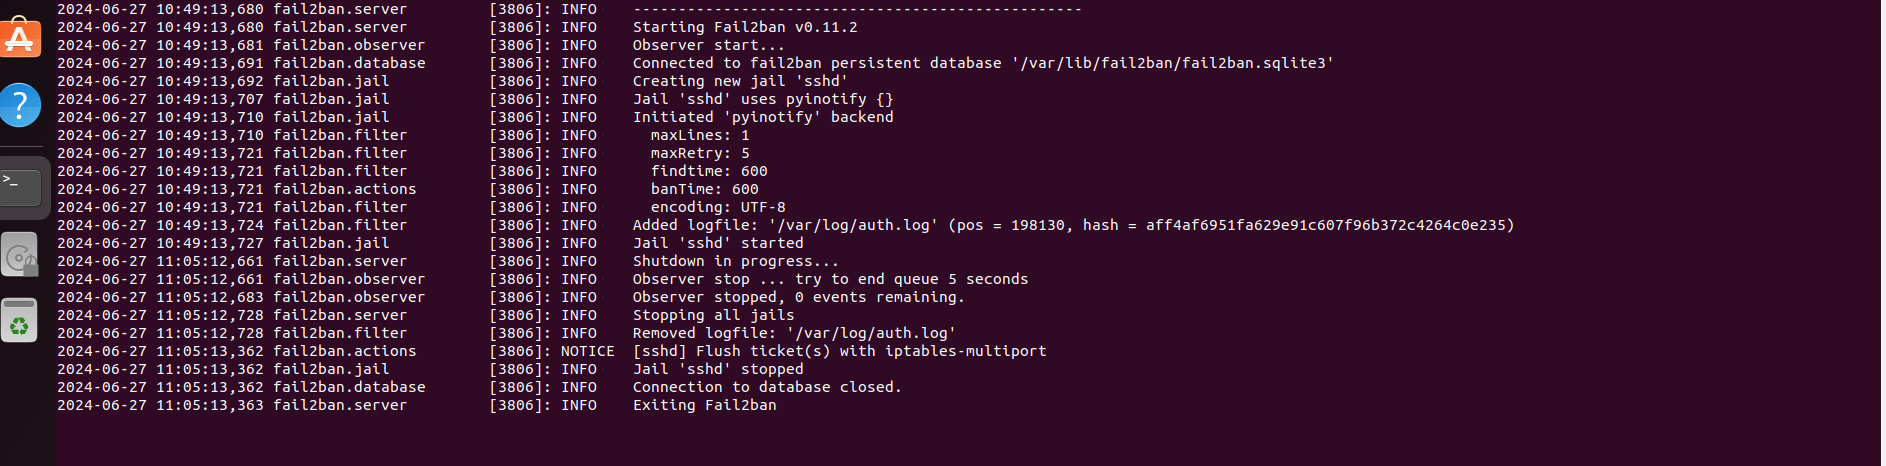 2024-06-27 10:49:13,680 fail2ban.server         [3806]: INFO    --------------------------------------------------
2024-06-27 10:49:13,680 fail2ban.server         [3806]: INFO    Starting Fail2ban v0.11.2
2024-06-27 10:49:13,681 fail2ban.observer       [3806]: INFO    Observer start...
2024-06-27 10:49:13,691 fail2ban.database       [3806]: INFO    Connected to fail2ban persistent database '/var/lib/fail2ban/fail2ban.sqlite3'
2024-06-27 10:49:13,692 fail2ban.jail           [3806]: INFO    Creating new jail 'sshd'
2024-06-27 10:49:13,707 fail2ban.jail           [3806]: INFO    Jail 'sshd' uses pyinotify {}
2024-06-27 10:49:13,710 fail2ban.jail           [3806]: INFO    Initiated 'pyinotify' backend
2024-06-27 10:49:13,710 fail2ban.filter         [3806]: INFO      maxLines: 1
2024-06-27 10:49:13,721 fail2ban.filter         [3806]: INFO      maxRetry: 5
2024-06-27 10:49:13,721 fail2ban.filter         [3806]: INFO      findtime: 600
2024-06-27 10:49:13,721 fail2ban.actions        [3806]: INFO      banTime: 600
2024-06-27 10:49:13,721 fail2ban.filter         [3806]: INFO      encoding: UTF-8
2024-06-27 10:49:13,724 fail2ban.filter         [3806]: INFO    Added logfile: '/var/log/auth.log' (pos = 198130, hash = aff4af6951fa629e91c607f96b372c4264c0e235)
2024-06-27 10:49:13,727 fail2ban.jail           [3806]: INFO    Jail 'sshd' started
2024-06-27 11:05:12,661 fail2ban.server         [3806]: INFO    Shutdown in progress...
2024-06-27 11:05:12,661 fail2ban.observer       [3806]: INFO    Observer stop ... try to end queue 5 seconds
2024-06-27 11:05:12,683 fail2ban.observer       [3806]: INFO    Observer stopped, 0 events remaining.
2024-06-27 11:05:12,728 fail2ban.server         [3806]: INFO    Stopping all jails
2024-06-27 11:05:12,728 fail2ban.filter         [3806]: INFO    Removed logfile: '/var/log/auth.log'
2024-06-27 11:05:13,362 fail2ban.actions        [3806]: NOTICE  [sshd] Flush ticket(s) with iptables-multiport
2024-06-27 11:05:13,362 fail2ban.jail           [3806]: INFO    Jail 'sshd' stopped
2024-06-27 11:05:13,362 fail2ban.database       [3806]: INFO    Connection to database closed.
2024-06-27 11:05:13,363 fail2ban.server         [3806]: INFO    Exiting Fail2ban